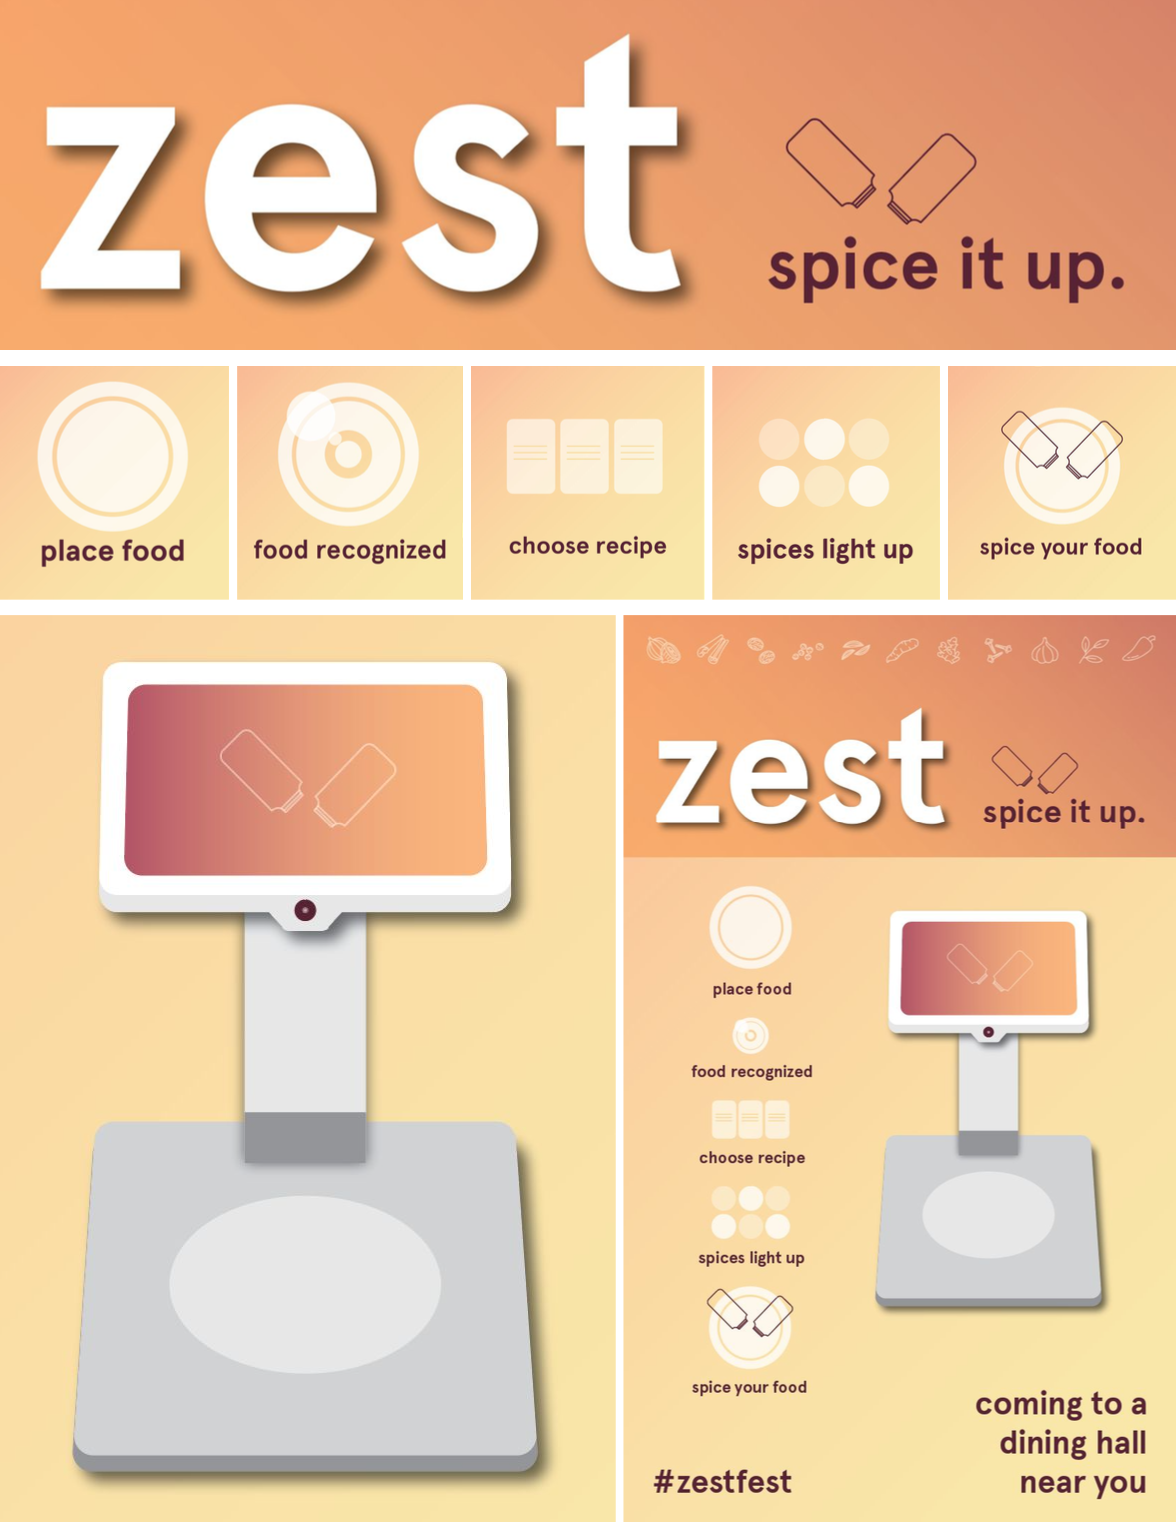 zest
spice it up.
place food
food recognized
choose recipe
spices light up
spice your food
zest
spice it up.
place food
food recognized
choose recipe
spices light up
spice your food
coming to a
dining hall
near you
#zestfest